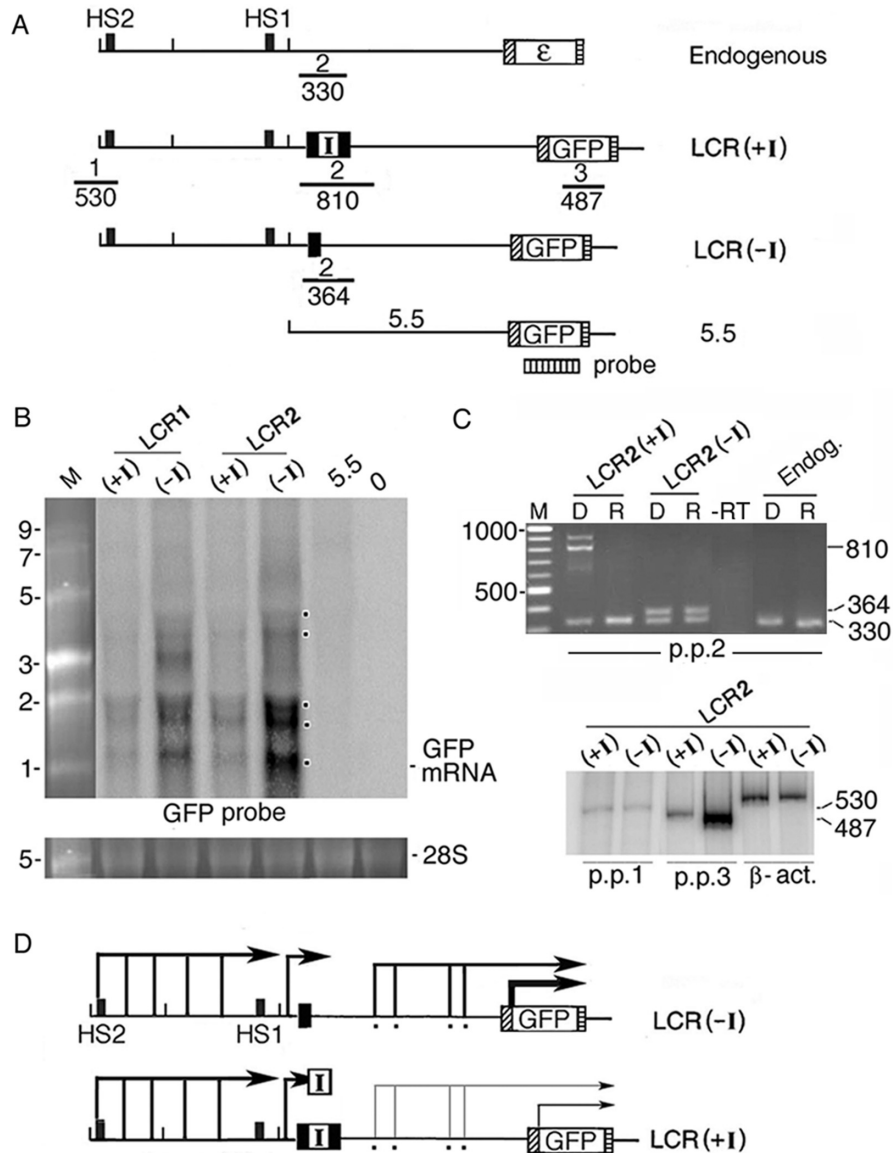 A
HS2 HS1
ε
Endogenous
2
330
I
GFP
LCR(+I)
1
530
2
810
3
487
GFP
LCR(-I)
2
364
5.5
GFP
5.5
probe
B
LCR1 LCR2
M (+I) (-I) (+I) (-I) 5.5 0
9-
7-
5-
3-
2-
1-
GFP
mRNA
GFP probe
5-
28S
C
LCR2(+I) LCR2(-I) Endog.
M D R D R -RT D R
1000-
500-
810
364
330
p.p.2
LCR2
(+I) (-I) (+I) (-I) (+I) (-I)
530
487
p.p.1 p.p.3 β-act.
D
HS2 HS1 GFP LCR(-I)
I
I GFP LCR(+I)